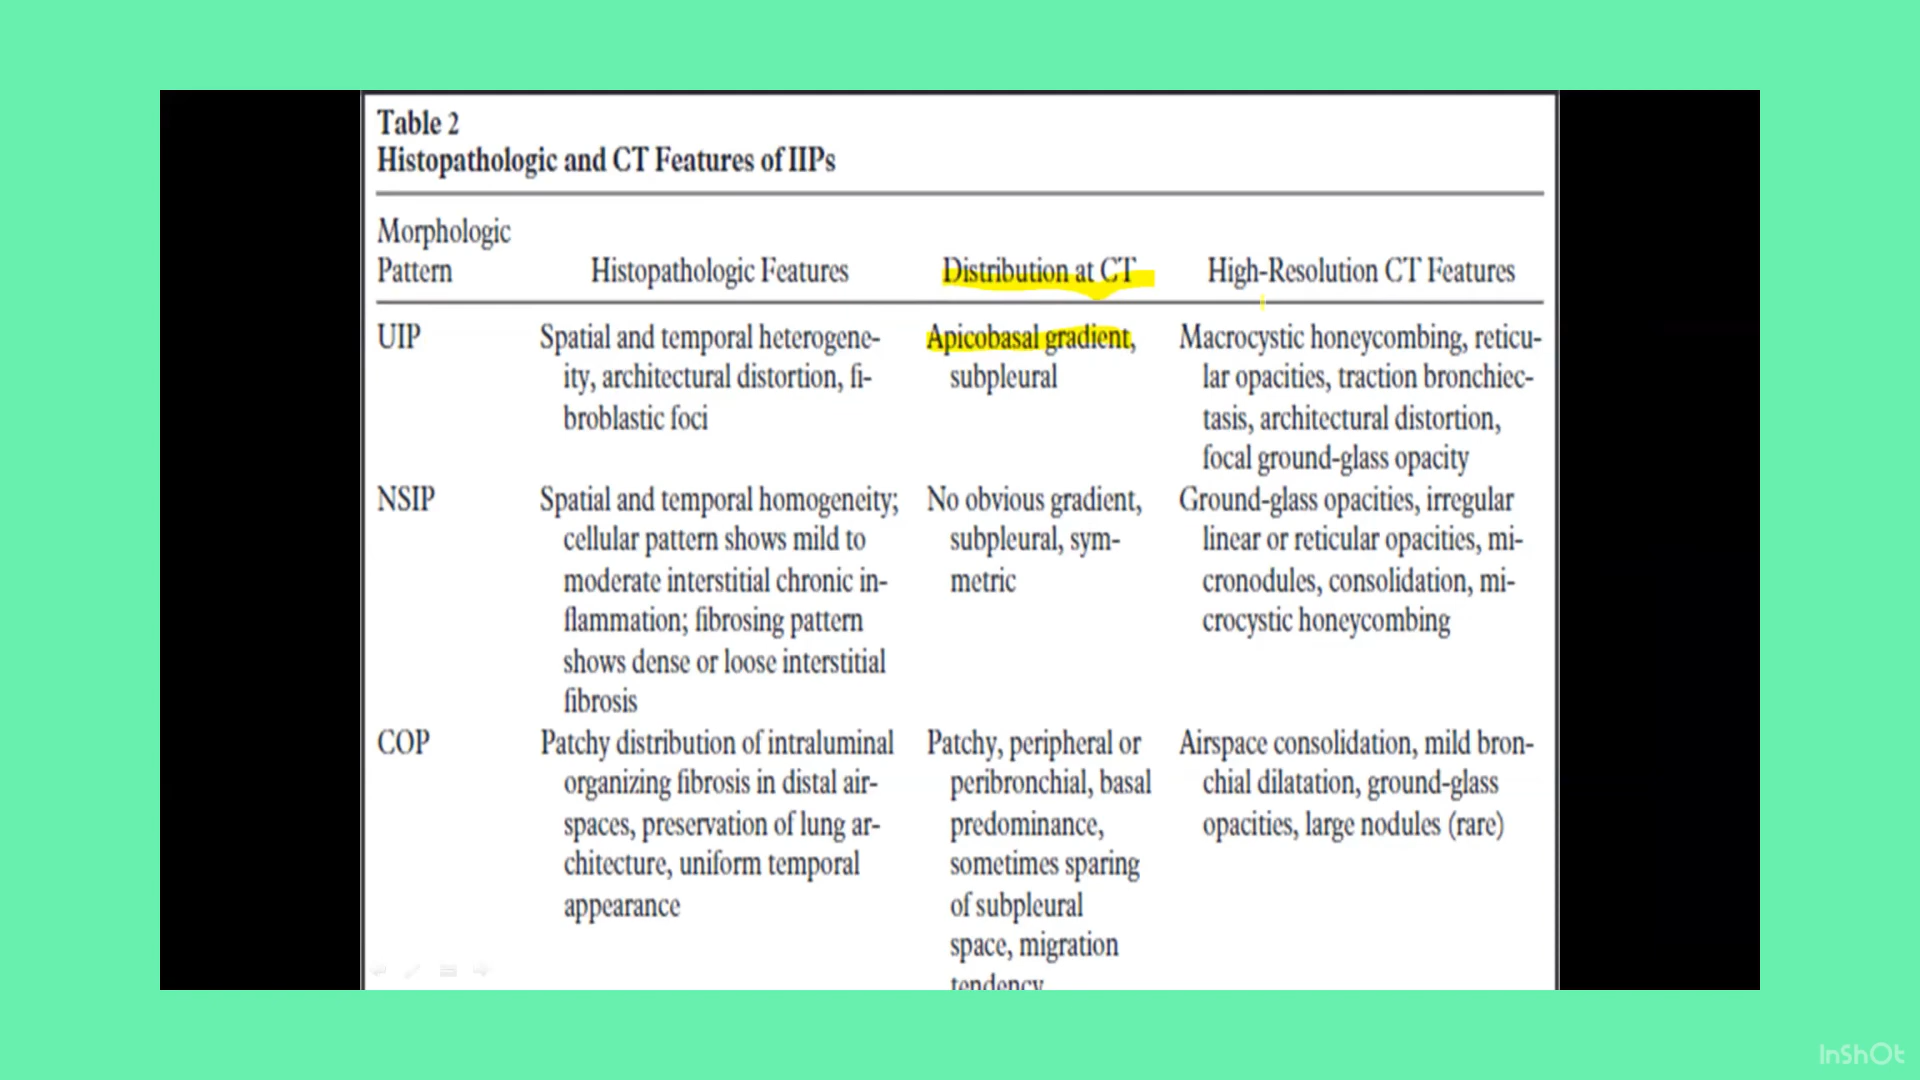 Table 2
Histopathologic and CT Features of IIPs
Morphologic
Pattern
Histopathologic Features
Distribution at CT
High-Resolution CT Features
UIP
Spatial and temporal heterogene-
ity, architectural distortion, fi-
broblastic foci
Apicobasal gradient,
subpleural
Macrocystic honeycombing, reticu-
lar opacities, traction bronchiec-
tasis, architectural distortion,
focal ground-glass opacity
NSIP
Spatial and temporal homogeneity;
cellular pattern shows mild to
moderate interstitial chronic in-
flammation; fibrosing pattern
shows dense or loose interstitial
fibrosis
No obvious gradient,
subpleural, sym-
metric
Ground-glass opacities, irregular
linear or reticular opacities, mi-
cronodules, consolidation, mi-
crocystic honeycombing
COP
Patchy distribution of intraluminal
organizing fibrosis in distal air-
spaces, preservation of lung ar-
chitecture, uniform temporal
appearance
Patchy, peripheral or
peribronchial, basal
predominance,
sometimes sparing
of subpleural
space, migration
tendency
Airspace consolidation, mild bron-
chial dilatation, ground-glass
opacities, large nodules (rare)
InShOt